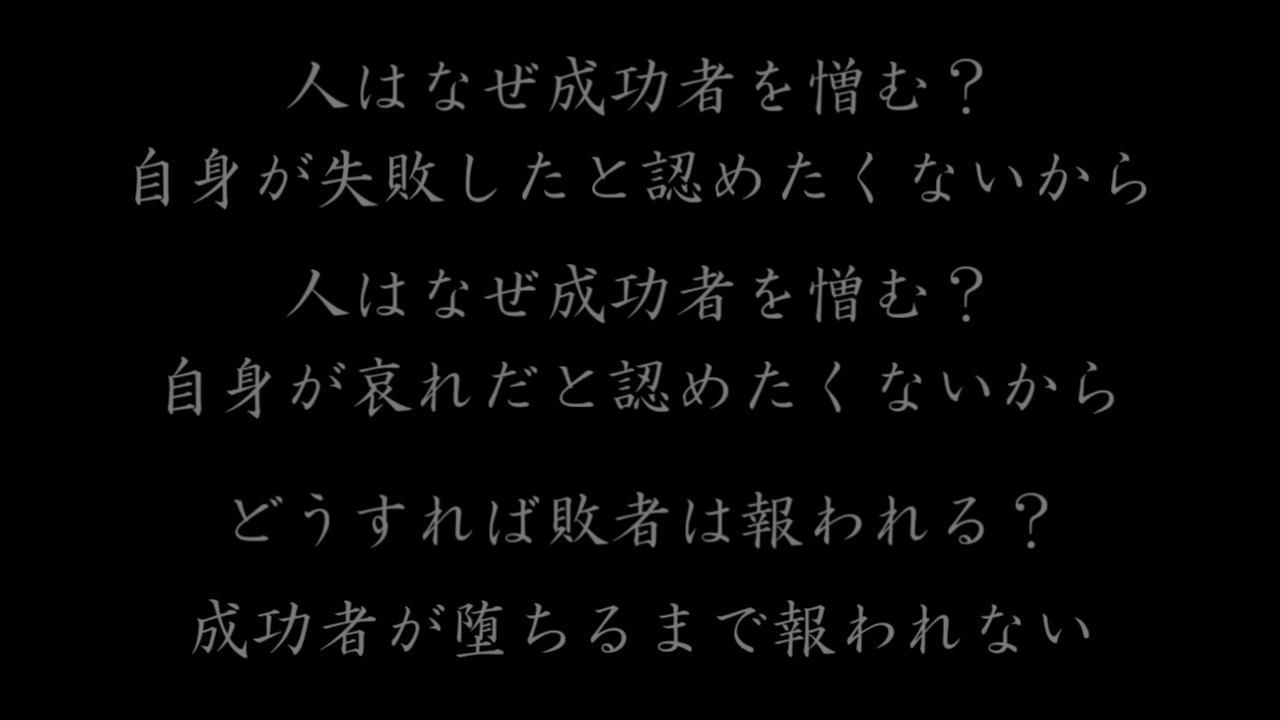 人はなぜ成功者を憎む？
自身が失敗したと認めたくないから
人はなぜ成功者を憎む？
自身が哀れだと認めたくないから
どうすれば敗者は報われる？
成功者が堕ちるまで報われない